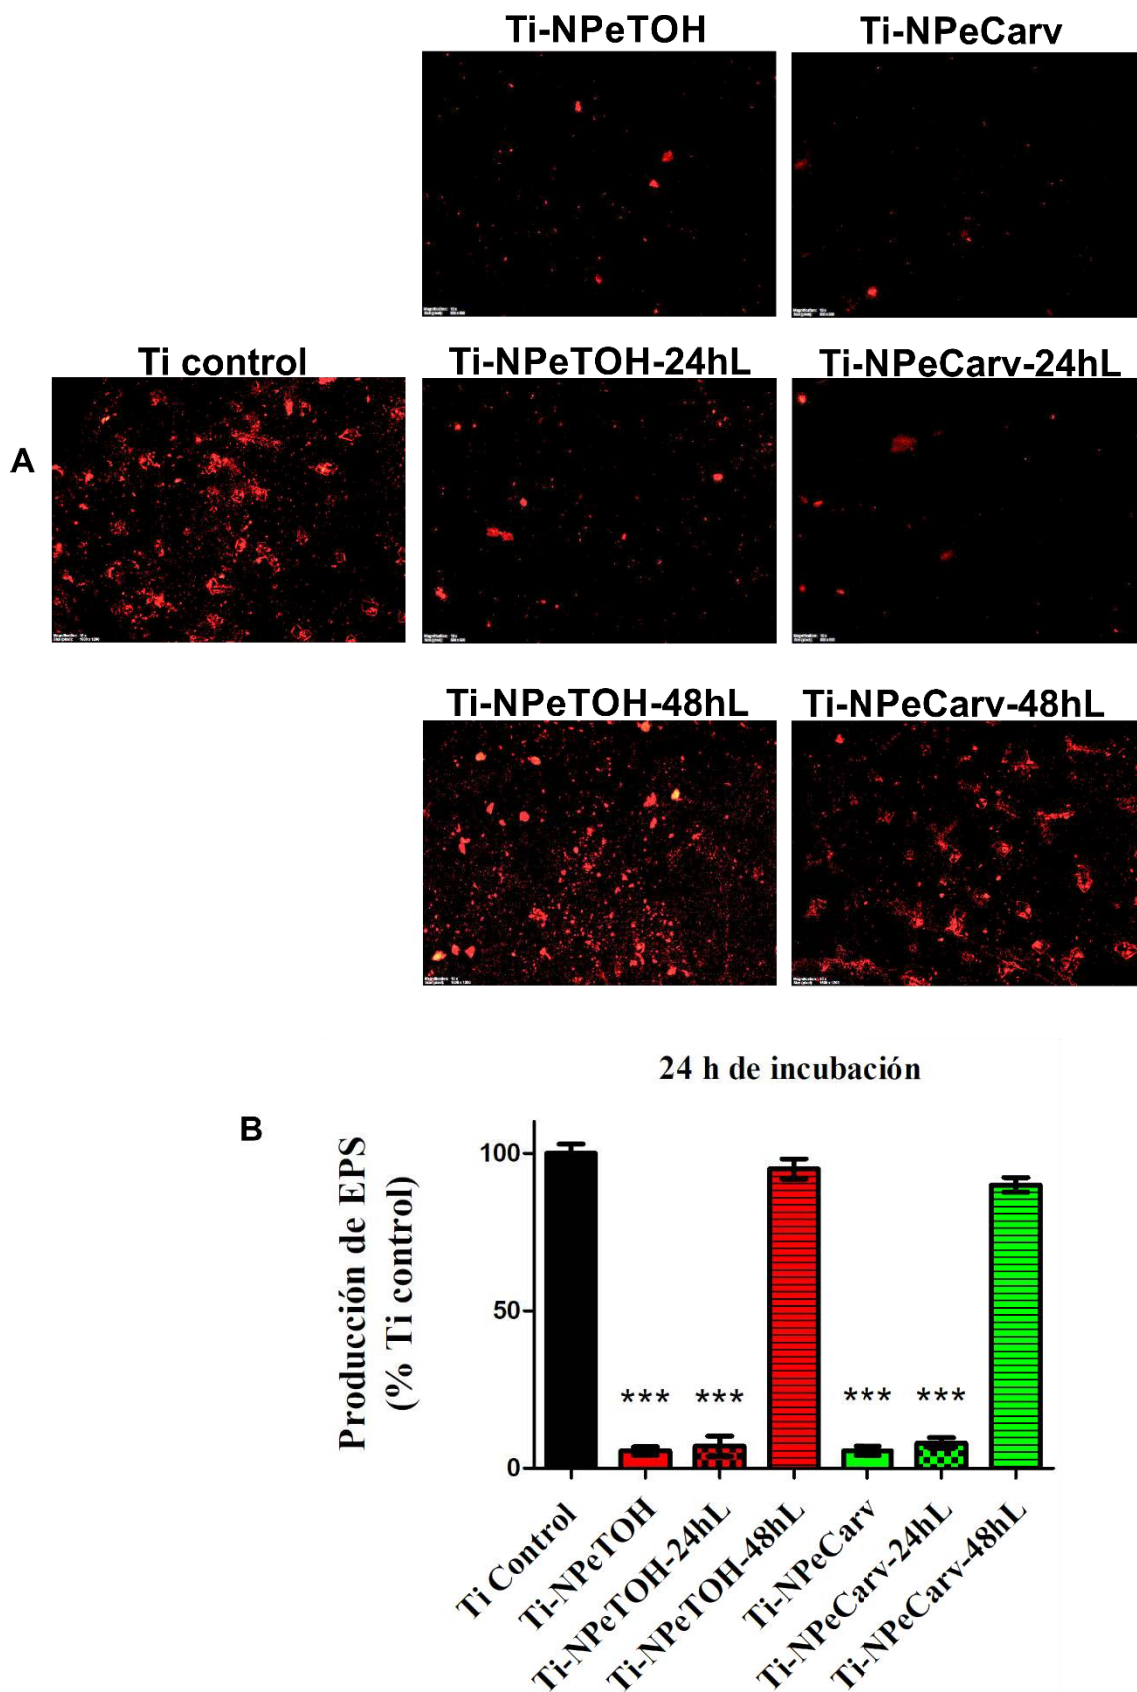 Ti-NPeTOH Ti-NPeCarv
Ti control Ti-NPeTOH-24hL Ti-NPeCarv-24hL
A
Ti-NPeTOH-48hL Ti-NPeCarv-48hL
24 h de incubación
B
Producción de EPS
(% Ti control)
100
50
0
*** *** *** ***
Ti Control
Ti-NPeTOH
Ti-NPeTOH-24hL
Ti-NPeTOH-48hL
Ti-NPeCarv
Ti-NPeCarv-24hL
Ti-NPeCarv-48hL